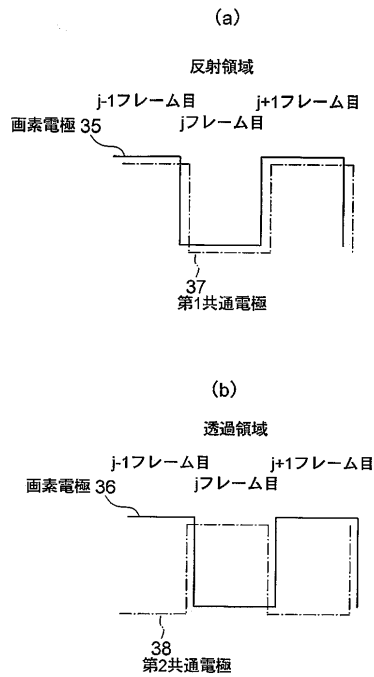 (a)
反射領域
j-1フレーム目
j+1フレーム目
jフレーム目
画素電極 35
37
第1共通電極
(b)
透過領域
j-1フレーム目
j+1フレーム目
jフレーム目
画素電極 36
38
第2共通電極